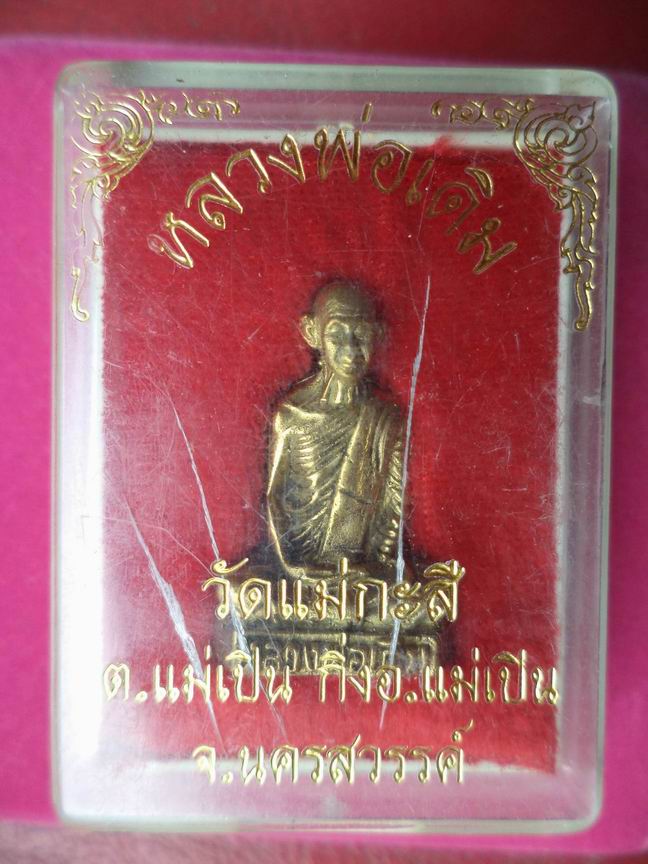 หลวงพ่อเดิม
วัดแม่กะสี
ต.แม่เปิน กิ่งอ.แม่เปิน
จ.นครสวรรค์